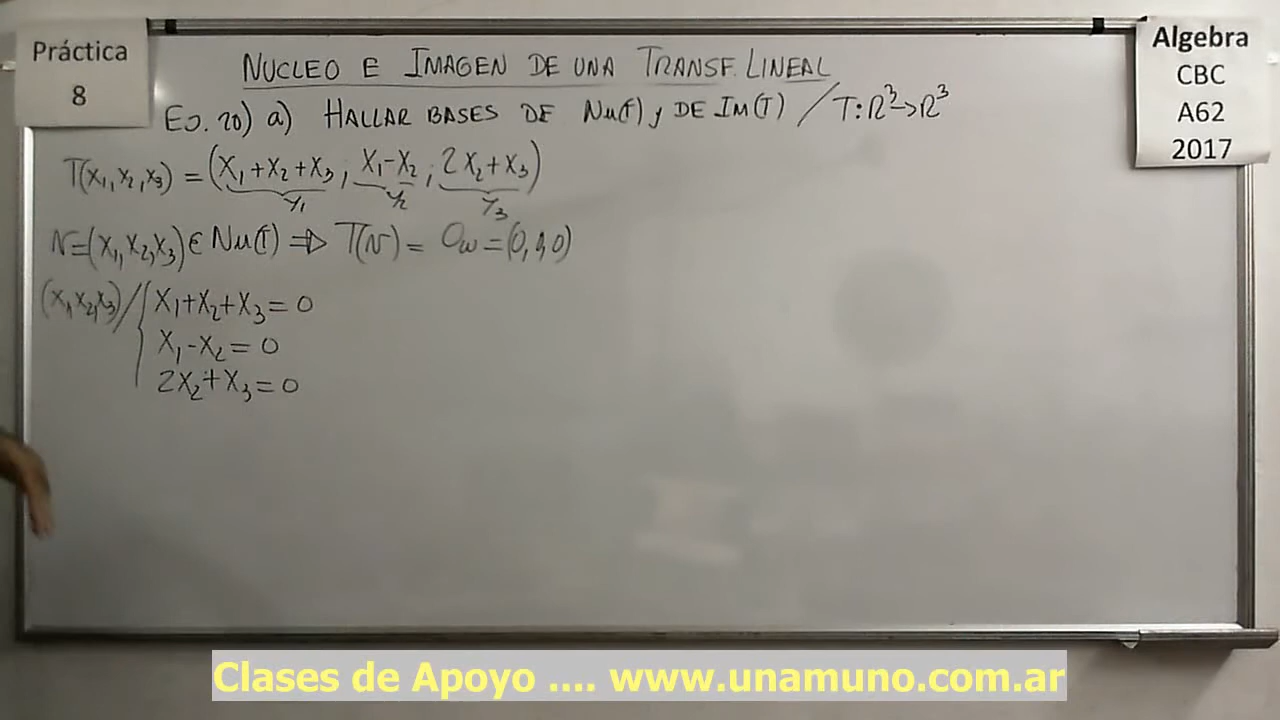 Práctica
8
NUCLEO E IMAGEN DE UNA TRANSF. LINEAL
Algebra
CBC
A62
2017
EJ. 20) a) HALLAR BASES DE Nu(T) y DE IM(T) / T: R³→R³
T(X₁, X₂, X₃) = (X₁+X₂+X₃, X₁-X₂, 2X₂+X₃)
Y₁ Y₂ Y₃
N=(X₁, X₂, X₃) ∈ Nu(T) ⇒ T(N) = Ow = (0,0,0)
(X₁,X₂,X₃) / { X₁+X₂+X₃=0
X₁-X₂=0
2X₂+X₃=0
Clases de Apoyo .... www.unamuno.com.ar